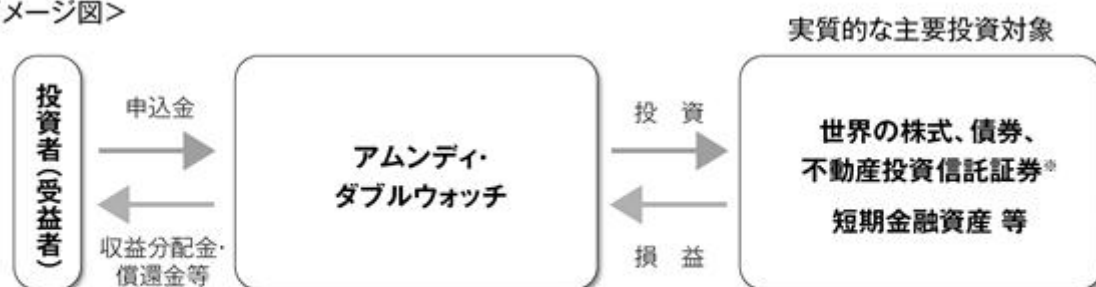 メージ図＞
実質的な主要投資対象
投資者（受益者）
申込金
収益分配金・
償還金等
アムンディ・
ダブルウォッチ
投　資
損　益
世界の株式、債券、
不動産投資信託証券※
短期金融資産 等